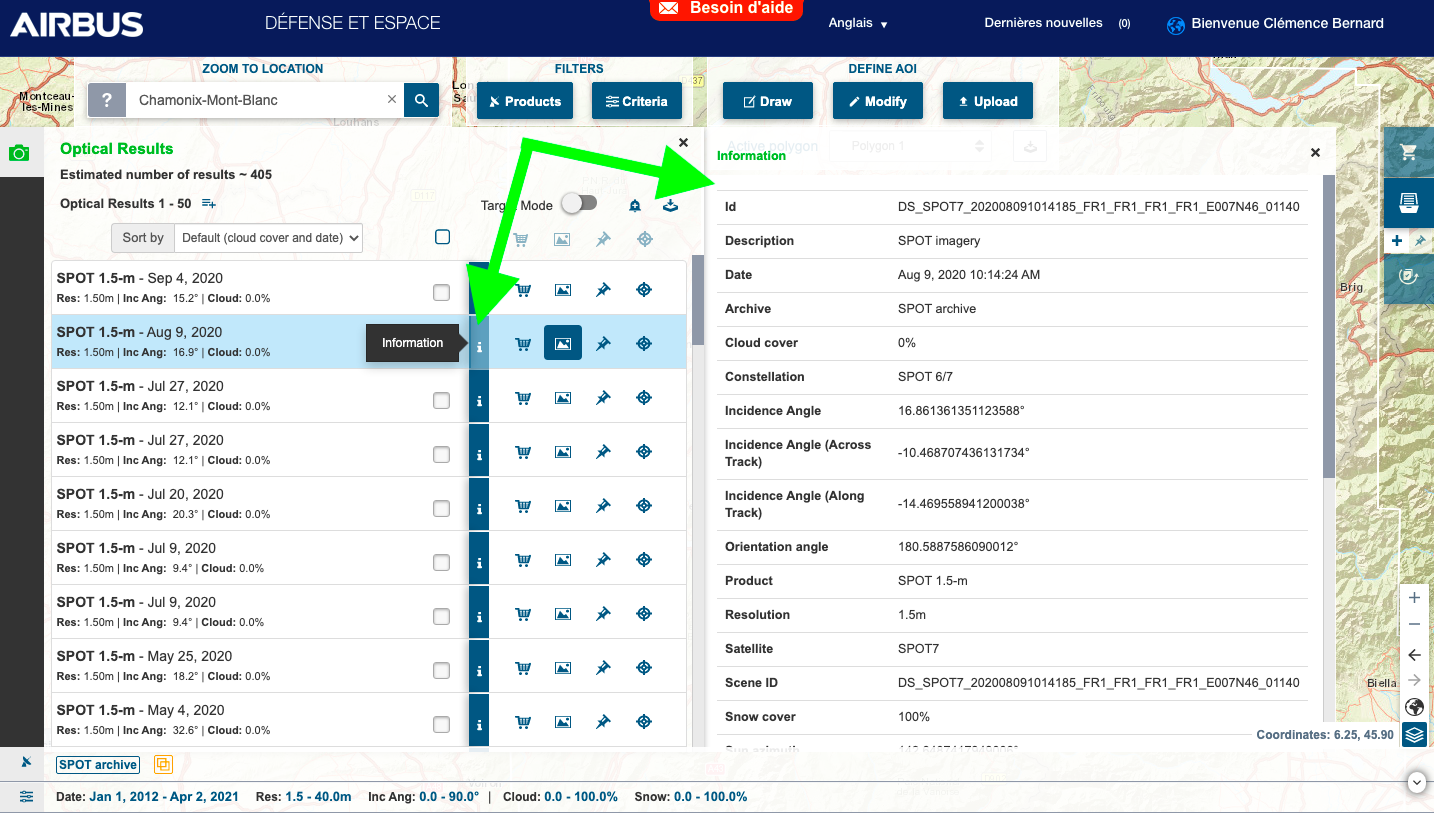 AIRBUS
DÉFENSE ET ESPACE
Besoin d'aide
Anglais
Dernières nouvelles (0)
Bienvenue Clémence Bernard
ZOOM TO LOCATION
FILTERS
DEFINE AOI
Montceau-
les-Mines
? Chamonix-Mont-Blanc ×
Products
Criteria
Draw
Modify
Upload
Louhans
Fribourg
Optical Results
Estimated number of results ~ 405
Optical Results 1 - 50
Target Mode
Sort by Default (cloud cover and date)
SPOT 1.5-m - Sep 4, 2020
Res: 1.50m | Inc Ang: 15.2° | Cloud: 0.0%
SPOT 1.5-m - Aug 9, 2020
Res: 1.50m | Inc Ang: 16.9° | Cloud: 0.0%
Information
SPOT 1.5-m - Jul 27, 2020
Res: 1.50m | Inc Ang: 12.1° | Cloud: 0.0%
SPOT 1.5-m - Jul 27, 2020
Res: 1.50m | Inc Ang: 12.1° | Cloud: 0.0%
SPOT 1.5-m - Jul 20, 2020
Res: 1.50m | Inc Ang: 20.3° | Cloud: 0.0%
SPOT 1.5-m - Jul 9, 2020
Res: 1.50m | Inc Ang: 9.4° | Cloud: 0.0%
SPOT 1.5-m - Jul 9, 2020
Res: 1.50m | Inc Ang: 9.4° | Cloud: 0.0%
SPOT 1.5-m - May 25, 2020
Res: 1.50m | Inc Ang: 18.2° | Cloud: 0.0%
SPOT 1.5-m - May 4, 2020
Res: 1.50m | Inc Ang: 32.6° | Cloud: 0.0%
Active polygon Polygon 1
Information
Id DS_SPOT7_202008091014185_FR1_FR1_FR1_FR1_E007N46_01140
Description SPOT imagery
Date Aug 9, 2020 10:14:24 AM
Archive SPOT archive
Cloud cover 0%
Constellation SPOT 6/7
Incidence Angle 16.861361351123588°
Incidence Angle (Across
Track) -10.468707436131734°
Incidence Angle (Along
Track) -14.469558941200038°
Orientation angle 180.5887586090012°
Product SPOT 1.5-m
Resolution 1.5m
Satellite SPOT7
Scene ID DS_SPOT7_202008091014185_FR1_FR1_FR1_FR1_E007N46_01140
Snow cover 100%
Brig
Biella
Coordinates: 6.25, 45.90
SPOT archive
Date: Jan 1, 2012 - Apr 2, 2021 Res: 1.5 - 40.0m Inc Ang: 0.0 - 90.0° | Cloud: 0.0 - 100.0% Snow: 0.0 - 100.0%